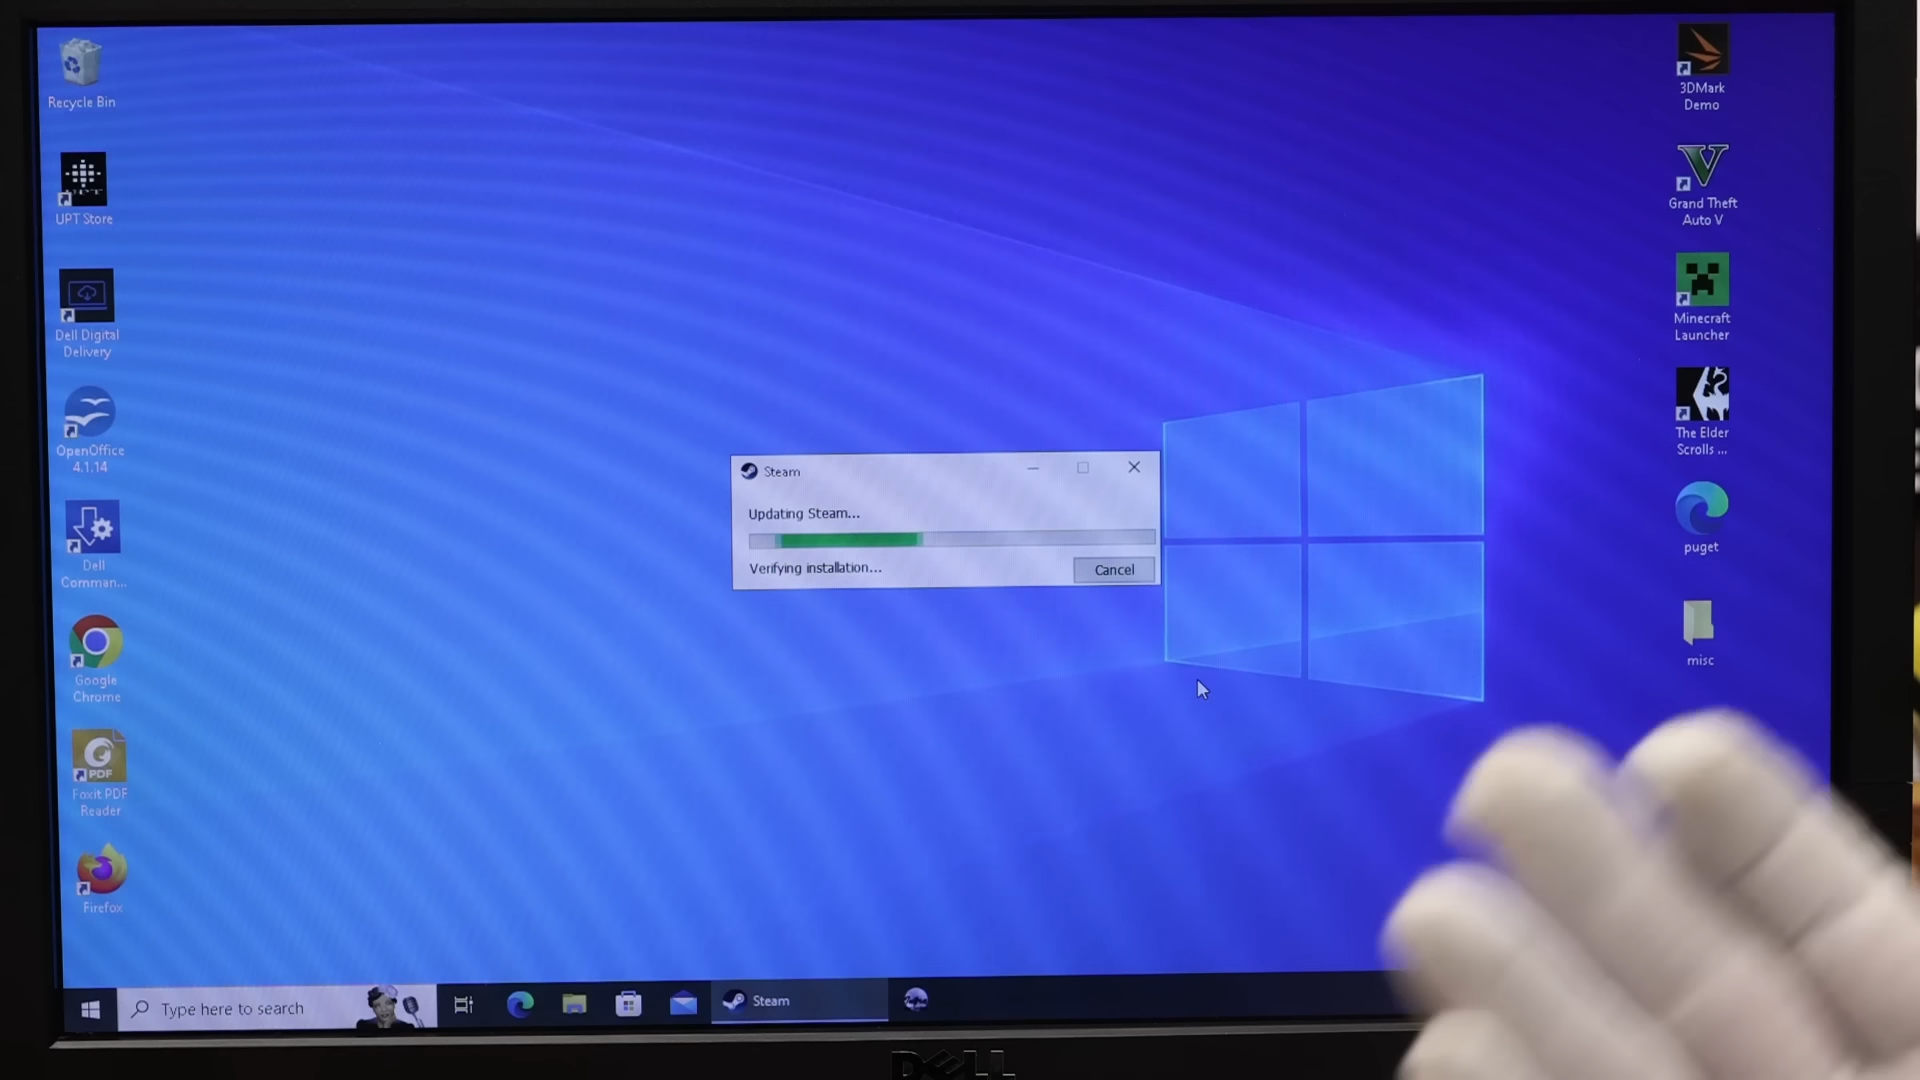 Recycle Bin
UPT Store
Dell Digital
Delivery
OpenOffice
4.1.14
Dell
Comman...
Google
Chrome
PDF
Foxit PDF
Reader
Firefox
3DMark
Demo
V
Grand Theft
Auto V
Minecraft
Launcher
The Elder
Scrolls ...
puget
misc
Steam
Updating Steam...
Verifying installation...
Cancel
Type here to search
Steam
DELL